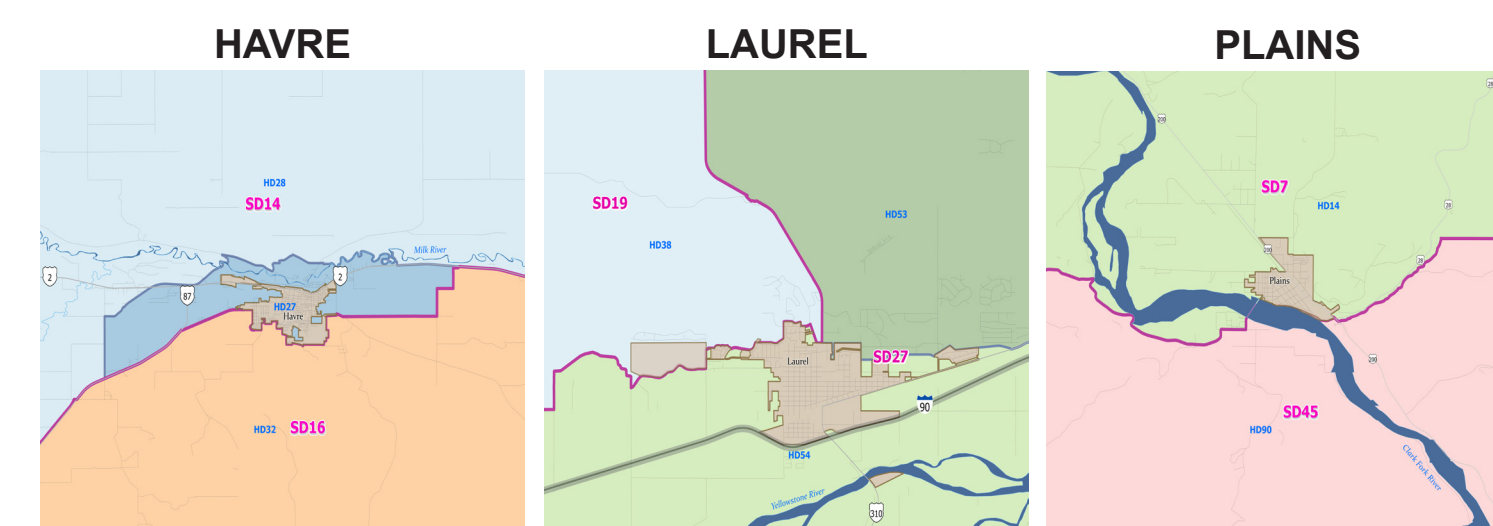 HAVRE
HD28
SD14
Milk River
2
2
87
HD27
Havre
HD32 SD16
LAUREL
SD19
HD53
HD38
Laurel
SD27
90
HD54
Yellowstone River
310
PLAINS
28
200
SD7
HD14
28
200
28
Plains
200
SD45
HD90
Clark Fork River